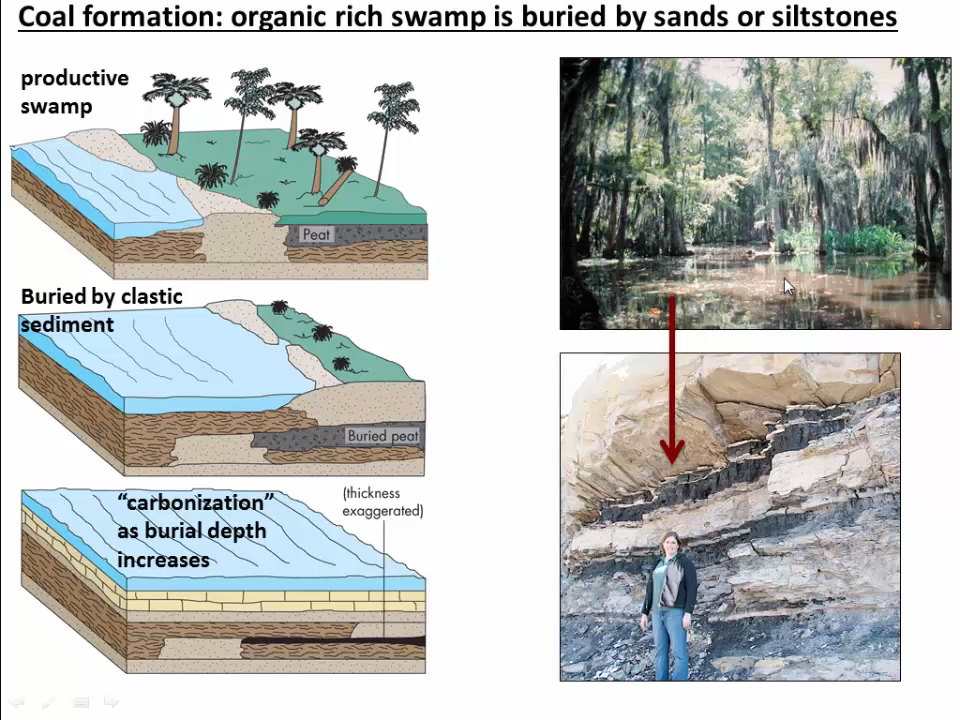 Coal formation: organic rich swamp is buried by sands or siltstones
productive
swamp
Peat
Buried by clastic
sediment
Buried peat
“carbonization”
as burial depth
increases
(thickness
exaggerated)